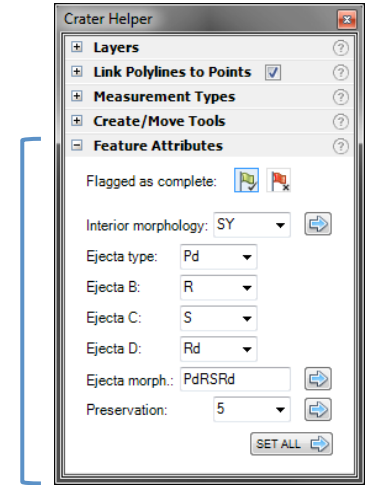 Crater Helper
Layers ?
Link Polylines to Points ?
Measurement Types ?
Create/Move Tools ?
Feature Attributes ?
Flagged as complete:
Interior morphology: SY
Ejecta type: Pd
Ejecta B: R
Ejecta C: S
Ejecta D: Rd
Ejecta morph.: PdRSRd
Preservation: 5
SET ALL